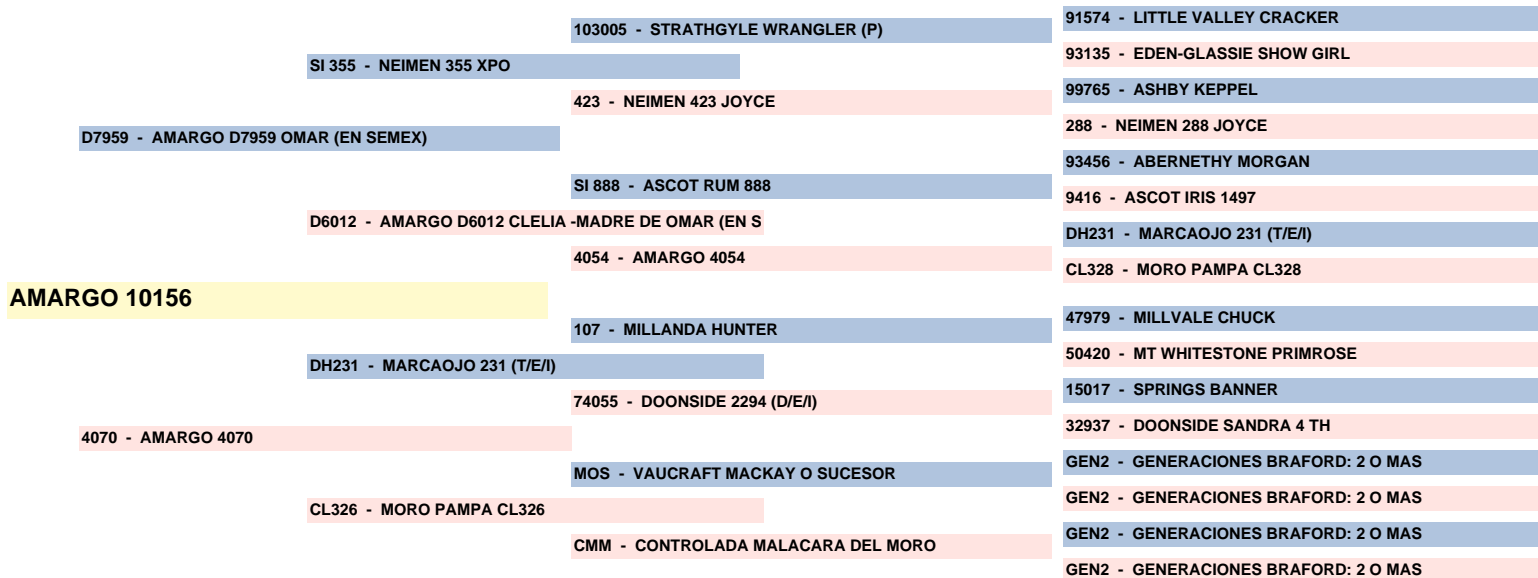 91574 - LITTLE VALLEY CRACKER
103005 - STRATHGYLE WRANGLER (P)
93135 - EDEN-GLASSIE SHOW GIRL
SI 355 - NEIMEN 355 XPO
99765 - ASHBY KEPPEL
423 - NEIMEN 423 JOYCE
288 - NEIMEN 288 JOYCE
D7959 - AMARGO D7959 OMAR (EN SEMEX)
93456 - ABERNETHY MORGAN
SI 888 - ASCOT RUM 888
9416 - ASCOT IRIS 1497
D6012 - AMARGO D6012 CLELIA -MADRE DE OMAR (EN S
DH231 - MARCAOJO 231 (T/E/I)
4054 - AMARGO 4054
CL328 - MORO PAMPA CL328
AMARGO 10156
47979 - MILLVALE CHUCK
107 - MILLANDA HUNTER
50420 - MT WHITESTONE PRIMROSE
DH231 - MARCAOJO 231 (T/E/I)
15017 - SPRINGS BANNER
74055 - DOONSIDE 2294 (D/E/I)
32937 - DOONSIDE SANDRA 4 TH
4070 - AMARGO 4070
GEN2 - GENERACIONES BRAFORD: 2 O MAS
MOS - VAUCRAFT MACKAY O SUCESOR
GEN2 - GENERACIONES BRAFORD: 2 O MAS
CL326 - MORO PAMPA CL326
GEN2 - GENERACIONES BRAFORD: 2 O MAS
CMM - CONTROLADA MALACARA DEL MORO
GEN2 - GENERACIONES BRAFORD: 2 O MAS